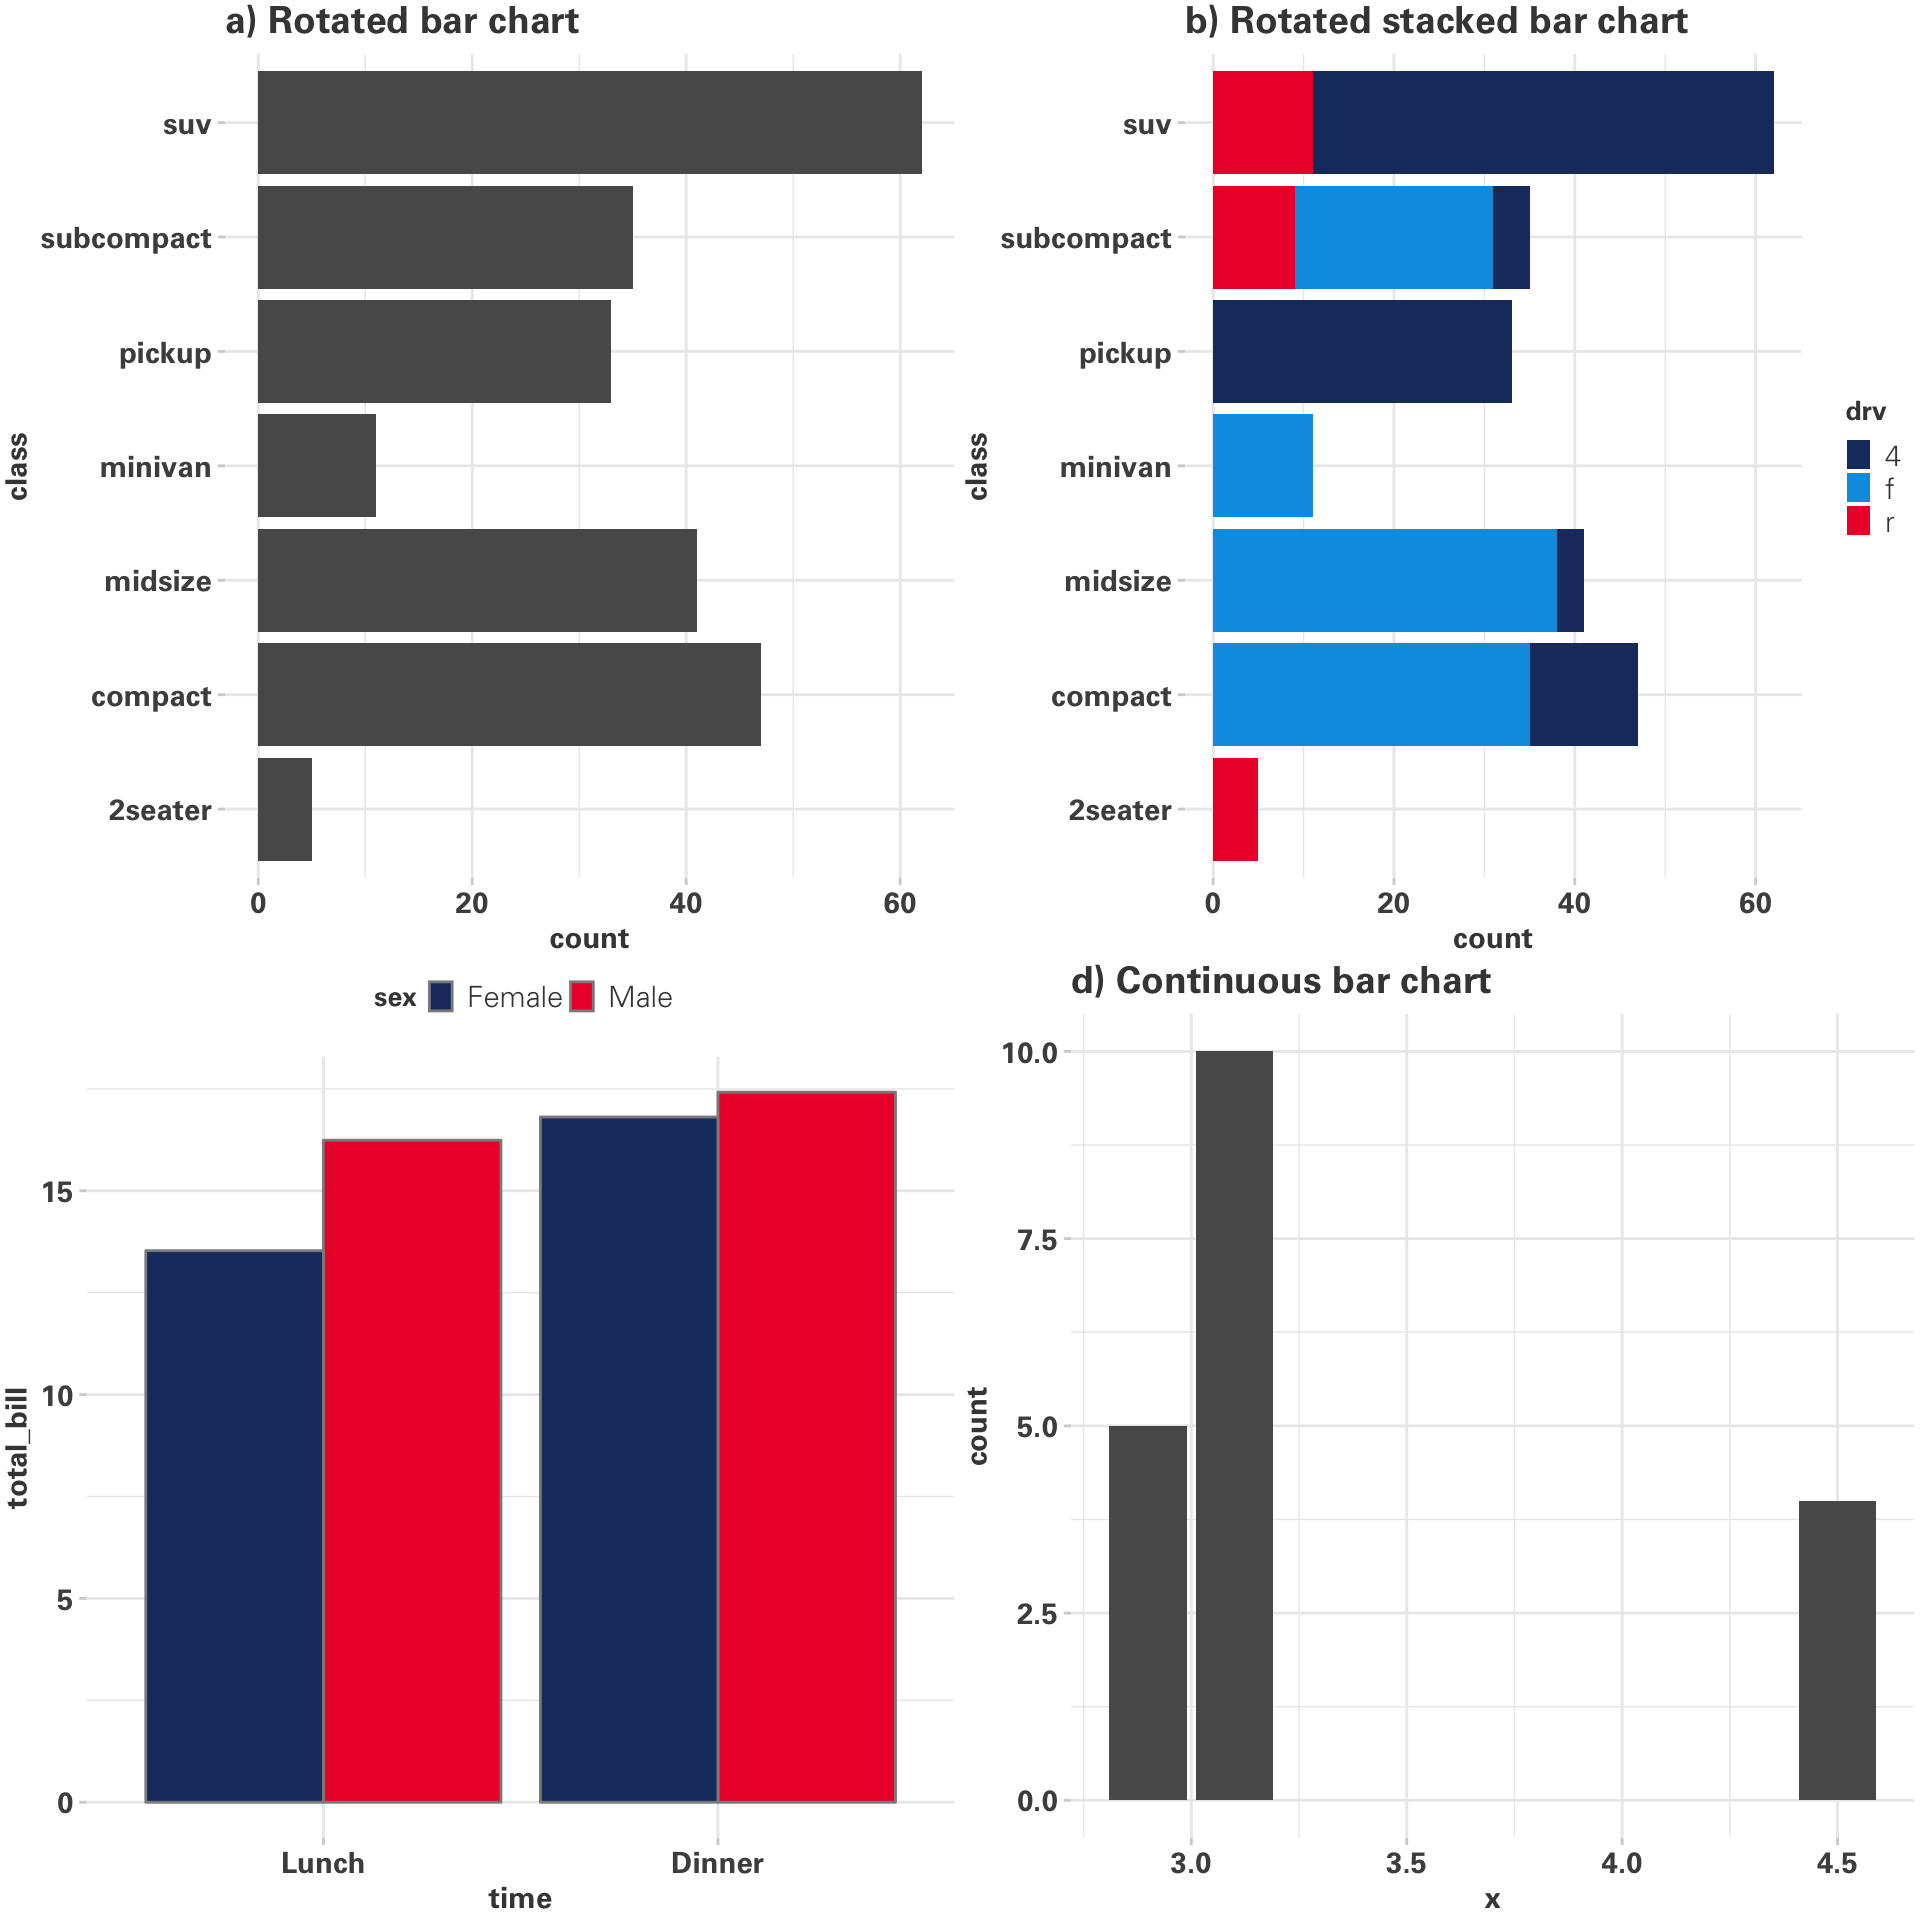 a) Rotated bar chart
class
suv
subcompact
pickup
minivan
midsize
compact
2seater
0 20 40 60
count
b) Rotated stacked bar chart
class
suv
subcompact
pickup
minivan
midsize
compact
2seater
0 20 40 60
count
drv
4
f
r
sex Female Male
total_bill
15
10
5
0
Lunch Dinner
time
d) Continuous bar chart
count
10.0
7.5
5.0
2.5
0.0
3.0 3.5 4.0 4.5
x